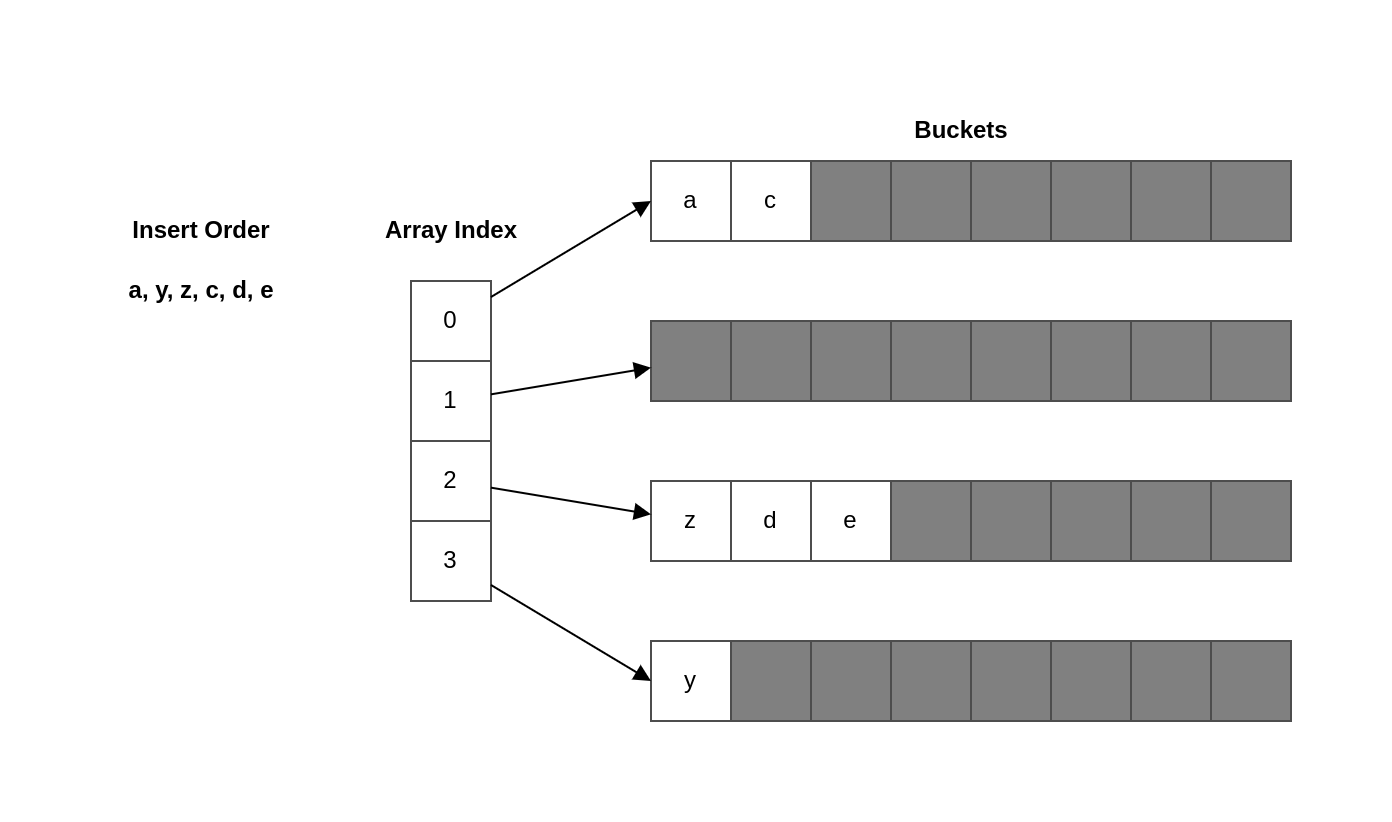 Buckets
a c
Insert Order
Array Index
a, y, z, c, d, e
0
1
2
z d e
3
y